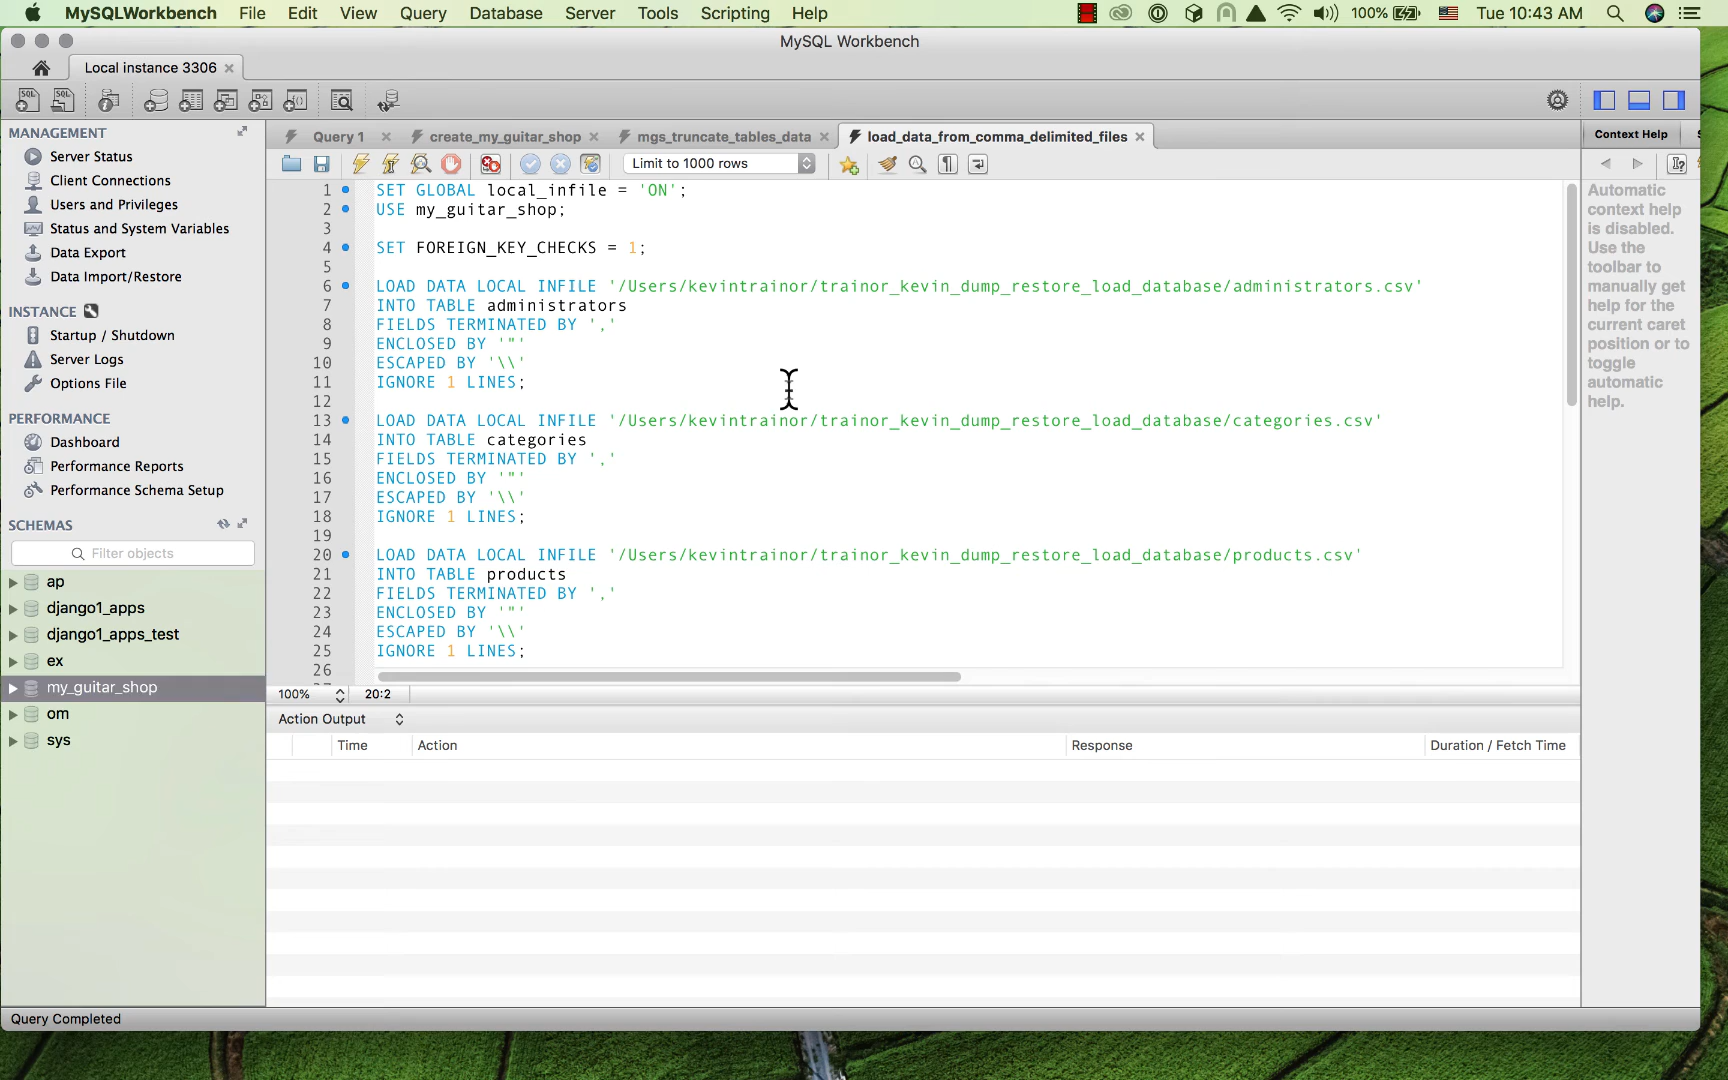 MySQLWorkbench File Edit View Query Database Server Tools Scripting Help 100% Tue 10:43 AM
MySQL Workbench
Local instance 3306
MANAGEMENT
Server Status
Client Connections
Users and Privileges
Status and System Variables
Data Export
Data Import/Restore
INSTANCE
Startup / Shutdown
Server Logs
Options File
PERFORMANCE
Dashboard
Performance Reports
Performance Schema Setup
SCHEMAS
Filter objects
ap
django1_apps
django1_apps_test
ex
my_guitar_shop
om
sys
Query Completed
Query 1 create_my_guitar_shop mgs_truncate_tables_data load_data_from_comma_delimited_files
Limit to 1000 rows
1 SET GLOBAL local_infile = 'ON';
2 USE my_guitar_shop;
3
4 SET FOREIGN_KEY_CHECKS = 1;
5
6 LOAD DATA LOCAL INFILE '/Users/kevintrainor/trainor_kevin_dump_restore_load_database/administrators.csv'
7 INTO TABLE administrators
8 FIELDS TERMINATED BY ','
9 ENCLOSED BY '"'
10 ESCAPED BY '\\'
11 IGNORE 1 LINES;
12
13 LOAD DATA LOCAL INFILE '/Users/kevintrainor/trainor_kevin_dump_restore_load_database/categories.csv'
14 INTO TABLE categories
15 FIELDS TERMINATED BY ','
16 ENCLOSED BY '"'
17 ESCAPED BY '\\'
18 IGNORE 1 LINES;
19
20 LOAD DATA LOCAL INFILE '/Users/kevintrainor/trainor_kevin_dump_restore_load_database/products.csv'
21 INTO TABLE products
22 FIELDS TERMINATED BY ','
23 ENCLOSED BY '"'
24 ESCAPED BY '\\'
25 IGNORE 1 LINES;
26
100% 20:2
Action Output
Time Action Response Duration / Fetch Time
Context Help
Automatic
context help
is disabled.
Use the
toolbar to
manually get
help for the
current caret
position or to
toggle
automatic
help.